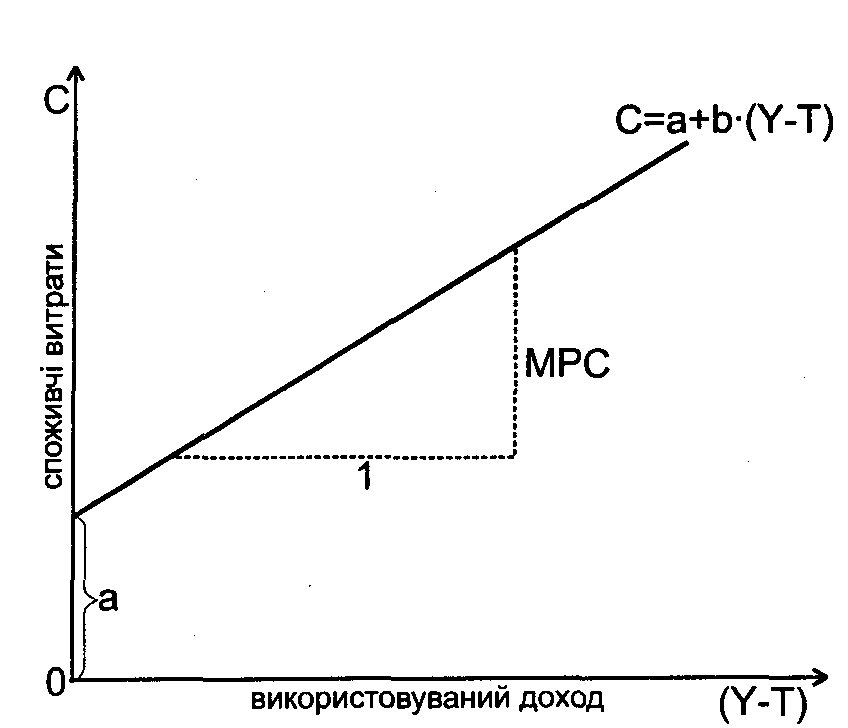 C
C=a+b·(Y-T)
споживчі витрати
MPC
1
a
0
використовуваний доход
(Y-T)